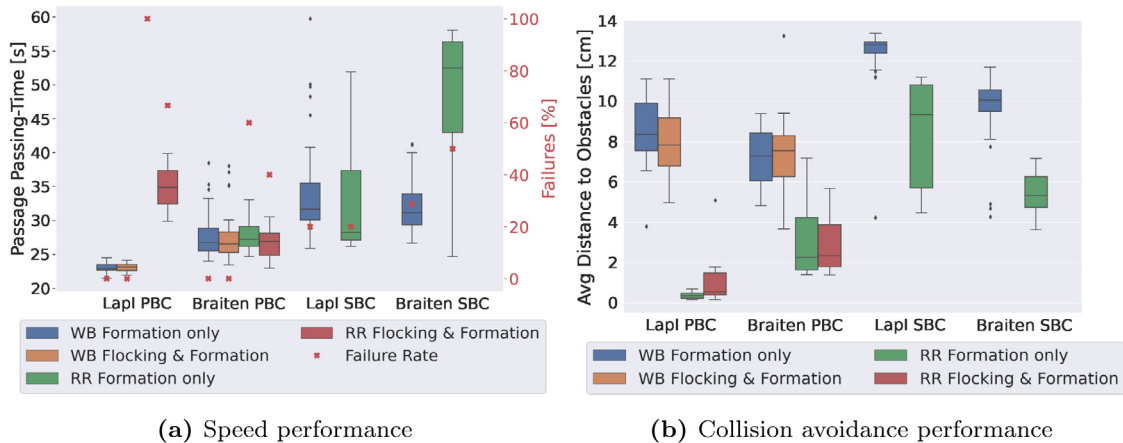 Passage Passing-Time [s]
60
55
50
45
40
35
30
25
20
100
80
60
40
20
0
Failures [%]
Lapl PBC Braiten PBC Lapl SBC Braiten SBC
WB Formation only
WB Flocking & Formation
RR Formation only
RR Flocking & Formation
Failure Rate
(a) Speed performance
Avg Distance to Obstacles [cm]
14
12
10
8
6
4
2
0
Lapl PBC Braiten PBC Lapl SBC Braiten SBC
WB Formation only
WB Flocking & Formation
RR Formation only
RR Flocking & Formation
(b) Collision avoidance performance